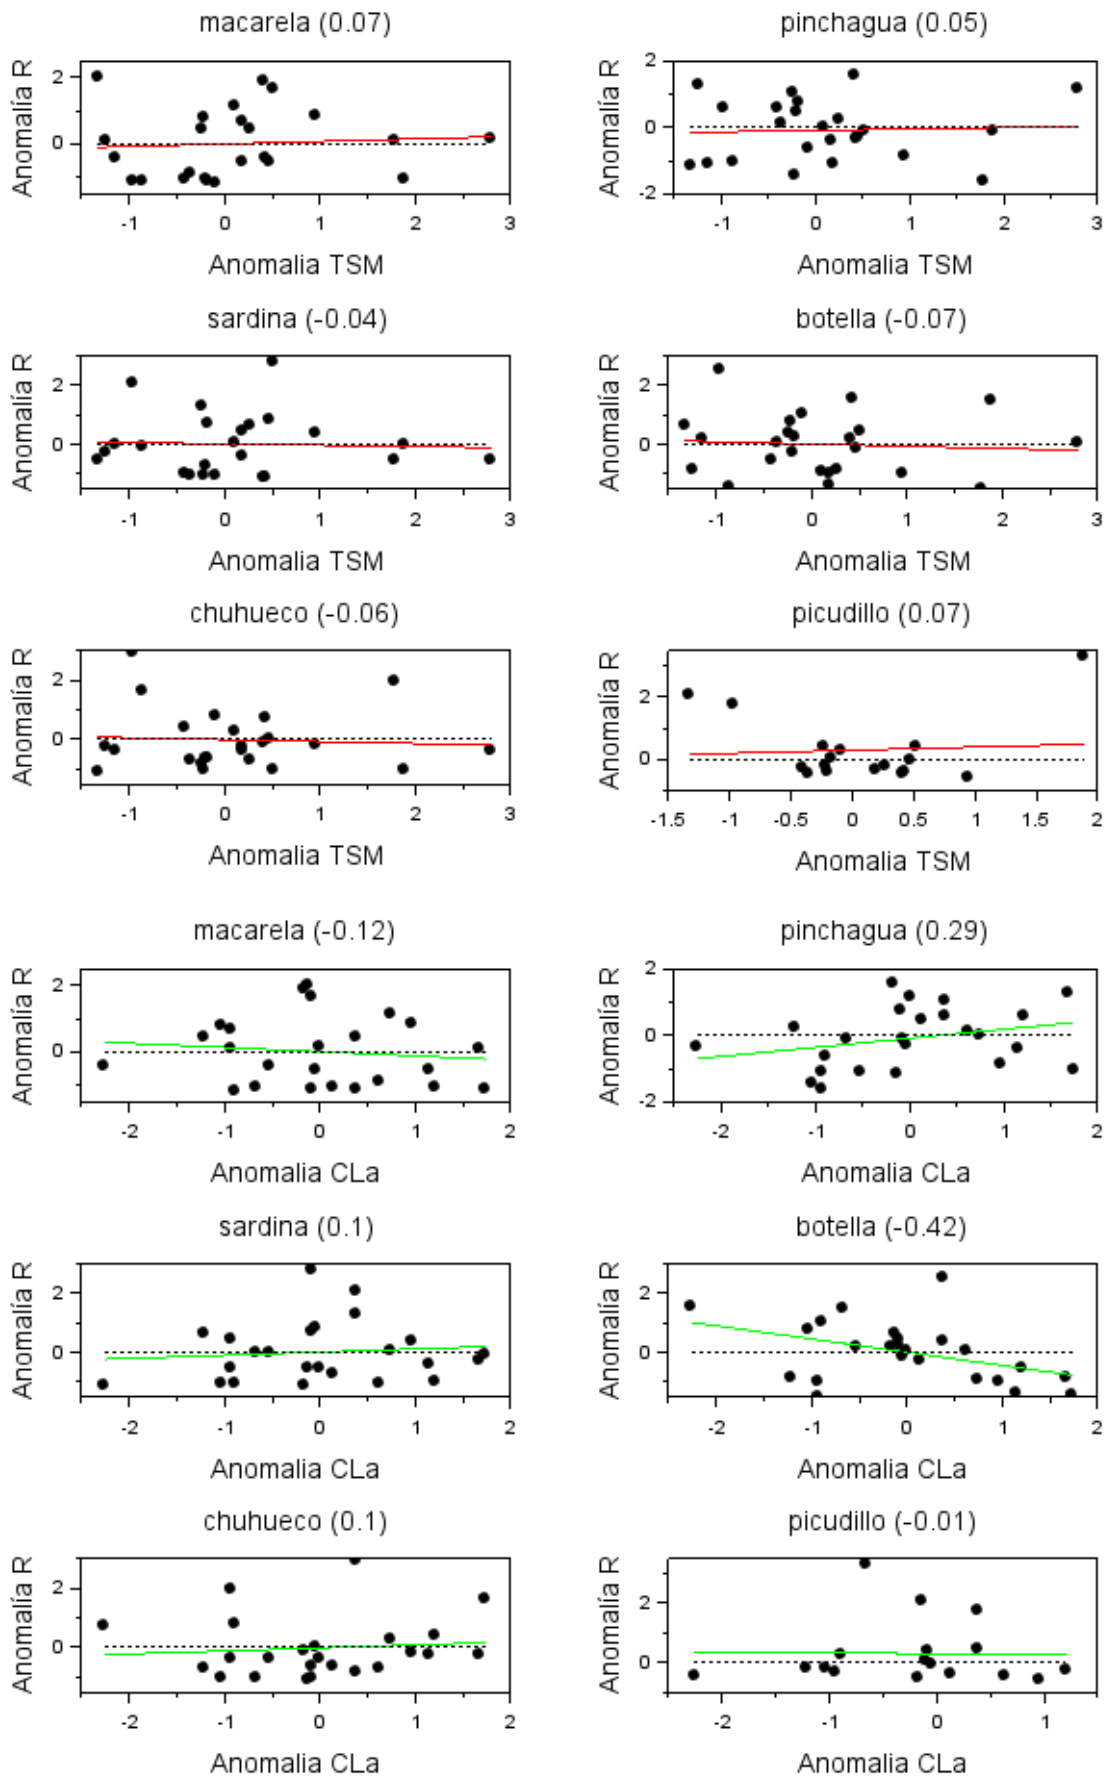 macarela (0.07)
Anomalía R
2
0
-1
0
1
2
3
Anomalia TSM
pinchagua (0.05)
Anomalía R
2
0
-2
-1
0
1
2
3
Anomalia TSM
sardina (-0.04)
Anomalía R
2
0
-1
0
1
2
3
Anomalia TSM
botella (-0.07)
Anomalía R
2
0
-1
0
1
2
3
Anomalia TSM
chuhueco (-0.06)
Anomalía R
2
0
-1
0
1
2
3
Anomalia TSM
picudillo (0.07)
Anomalía R
2
0
-1.5
-1
-0.5
0
0.5
1
1.5
2
Anomalia TSM
macarela (-0.12)
Anomalía R
2
0
-2
-1
0
1
2
Anomalia CLa
pinchagua (0.29)
Anomalía R
2
0
-2
-2
-1
0
1
2
Anomalia CLa
sardina (0.1)
Anomalía R
2
0
-2
-1
0
1
2
Anomalia CLa
botella (-0.42)
Anomalía R
2
0
-2
-1
0
1
2
Anomalia CLa
chuhueco (0.1)
Anomalía R
2
0
-2
-1
0
1
2
Anomalia CLa
picudillo (-0.01)
Anomalía R
2
0
-2
-1
0
1
Anomalia CLa